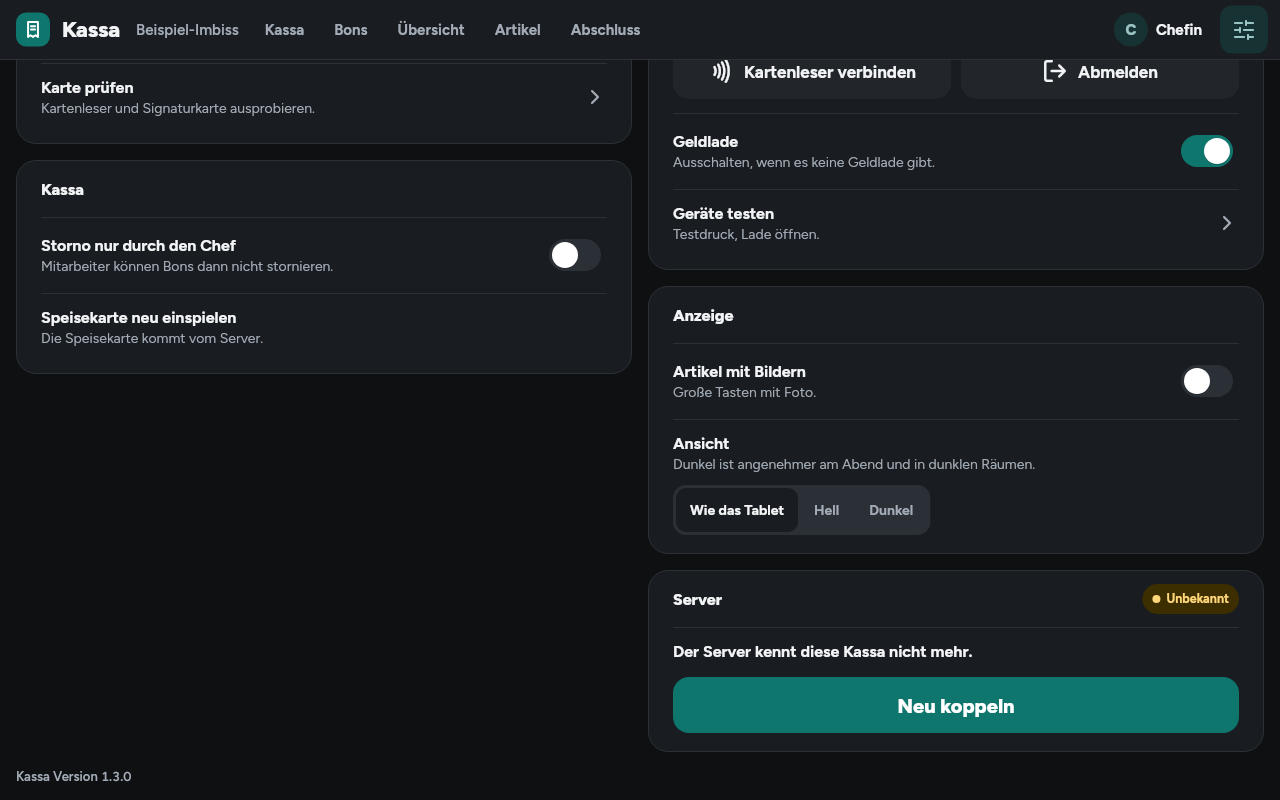 Kassa
Beispiel-Imbiss
Kassa
Bons
Übersicht
Artikel
Abschluss
C
Chefin
Karte prüfen
Kartenleser und Signaturkarte ausprobieren.
Kassa
Storno nur durch den Chef
Mitarbeiter können Bons dann nicht stornieren.
Speisekarte neu einspielen
Die Speisekarte kommt vom Server.
Kartenleser verbinden
Abmelden
Geldlade
Ausschalten, wenn es keine Geldlade gibt.
Geräte testen
Testdruck, Lade öffnen.
Anzeige
Artikel mit Bildern
Große Tasten mit Foto.
Ansicht
Dunkel ist angenehmer am Abend und in dunklen Räumen.
Wie das Tablet
Hell
Dunkel
Server
Unbekannt
Der Server kennt diese Kassa nicht mehr.
Neu koppeln
Kassa Version 1.3.0